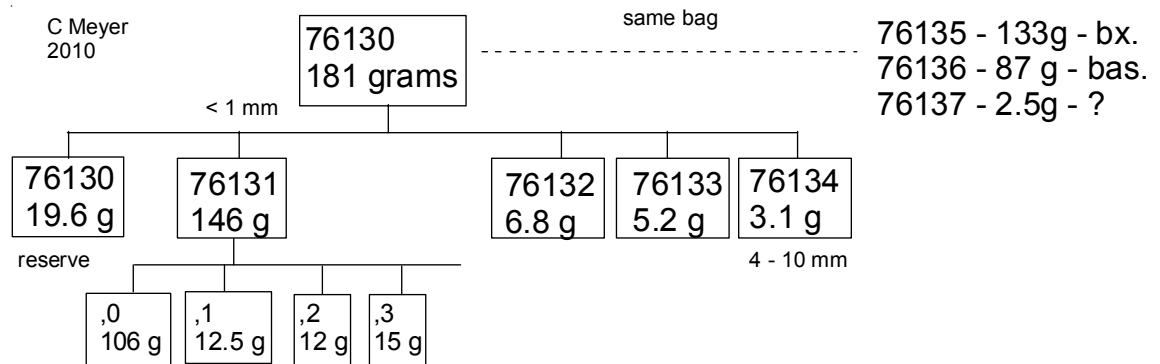 C Meyer
2010
76130
181 grams
same bag
76135 - 133g - bx.
76136 - 87 g - bas.
76137 - 2.5g - ?
< 1 mm
76130
19.6 g
76131
146 g
76132
6.8 g
76133
5.2 g
76134
3.1 g
reserve
4 - 10 mm
,0
106 g
,1
12.5 g
,2
12 g
,3
15 g